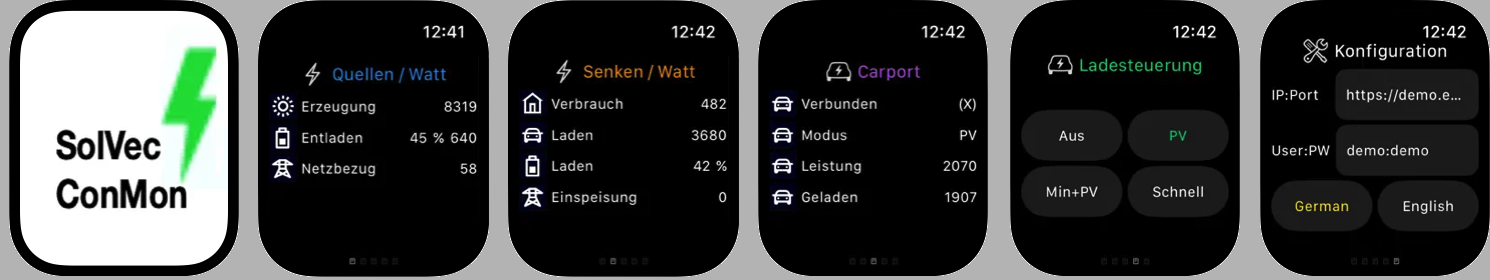 SolVec
ConMon
12:41
Quellen / Watt
Erzeugung 8319
Entladen 45 % 640
Netzbezug 58
12:42
Senken / Watt
Verbrauch 482
Laden 3680
Laden 42 %
Einspeisung 0
12:42
Carport
Verbunden (X)
Modus PV
Leistung 2070
Geladen 1907
12:42
Ladesteuerung
Aus PV
Min+PV Schnell
12:42
Konfiguration
IP:Port https://demo.e...
User:PW demo:demo
German English